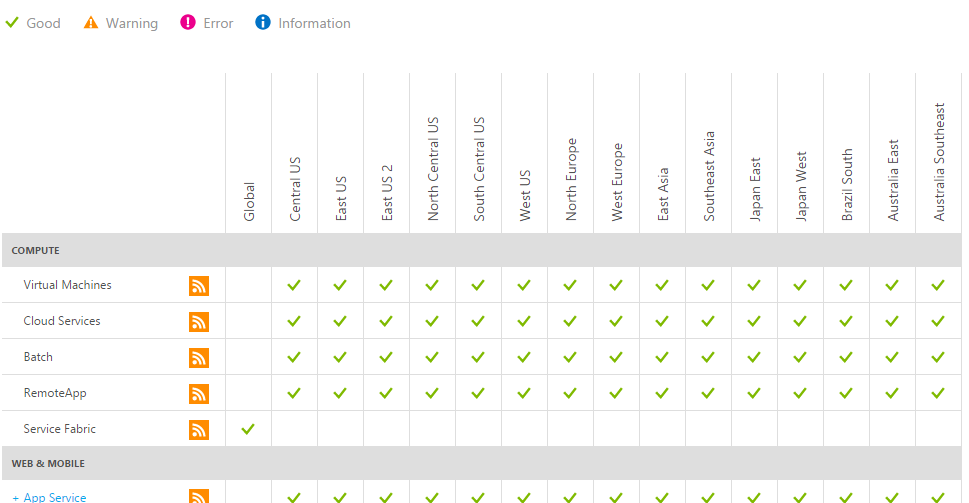 Good Warning Error Information
Global
Central US
East US
East US 2
North Central US
South Central US
West US
North Europe
West Europe
East Asia
Southeast Asia
Japan East
Japan West
Brazil South
Australia East
Australia Southeast
COMPUTE
Virtual Machines
Cloud Services
Batch
RemoteApp
Service Fabric
WEB & MOBILE
+ App Service